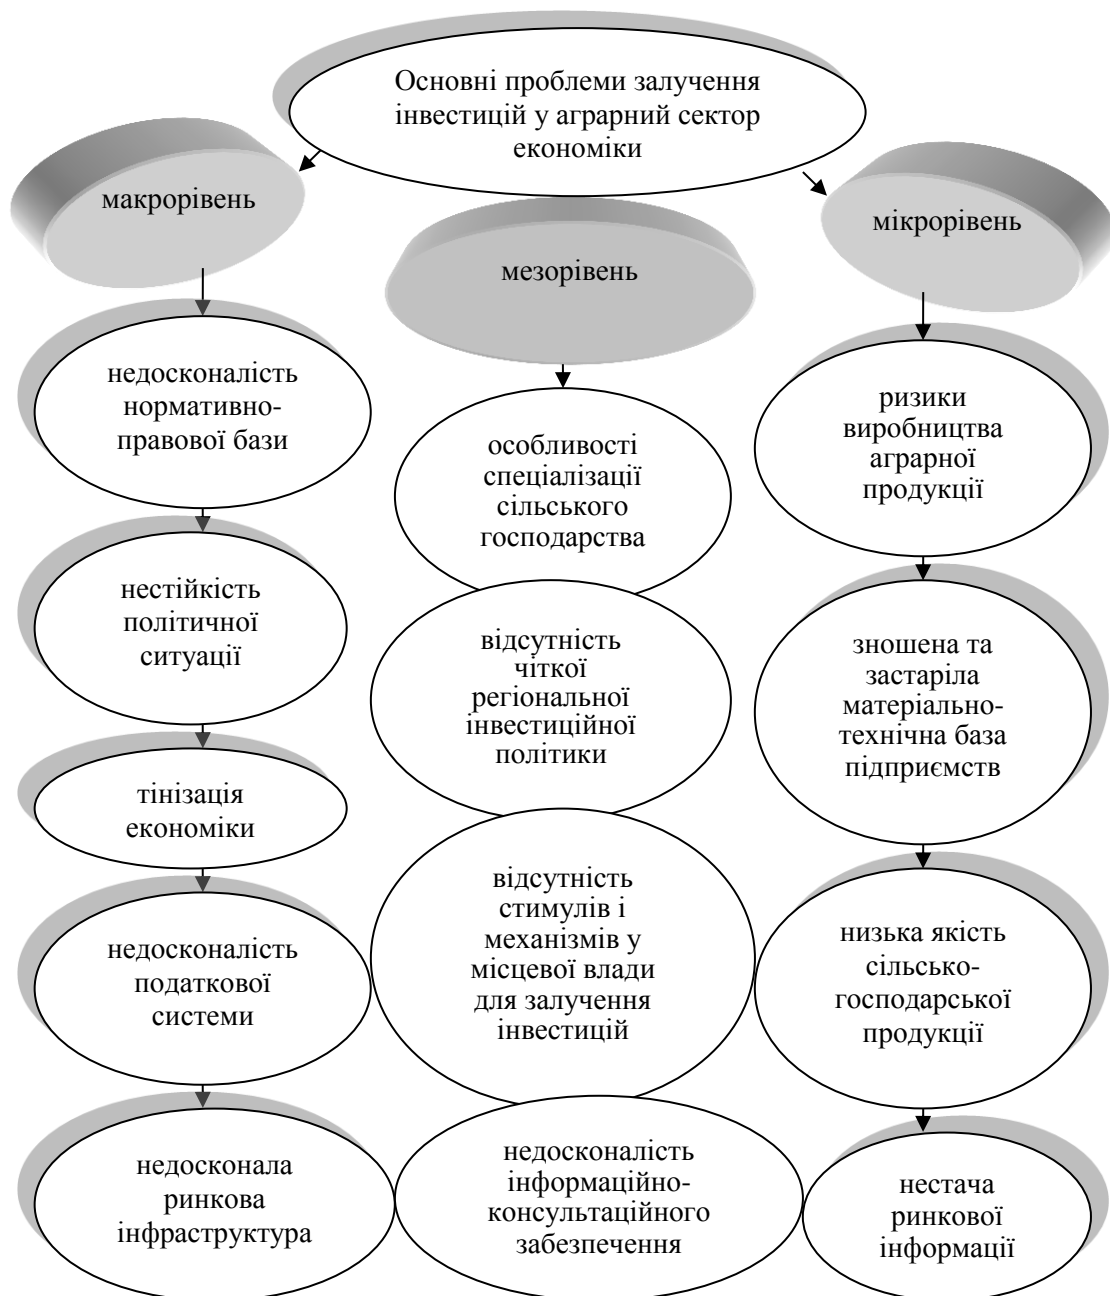 Основні проблеми залучення
інвестицій у аграрний сектор
економіки
макрорівень
недосконалість
нормативно-
правової бази
нестійкість
політичної
ситуації
тінізація
економіки
недосконалість
податкової
системи
недосконала
ринкова
інфраструктура
мезорівень
особливості
спеціалізації
сільського
господарства
відсутність
чіткої
регіональної
інвестиційної
політики
відсутність
стимулів і
механізмів у
місцевої влади
для залучення
інвестицій
недосконалість
інформаційно-
консультаційного
забезпечення
мікрорівень
ризики
виробництва
аграрної
продукції
зношена та
застаріла
матеріально-
технічна база
підприємств
низька якість
сільсько-
господарської
продукції
нестача
ринкової
інформації